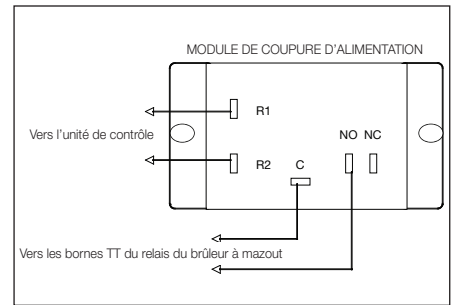 MODULE DE COUPURE D'ALIMENTATION
R1
Vers l'unité de contrôle
NO NC
R2 C
Vers les bornes TT du relais du brûleur à mazout